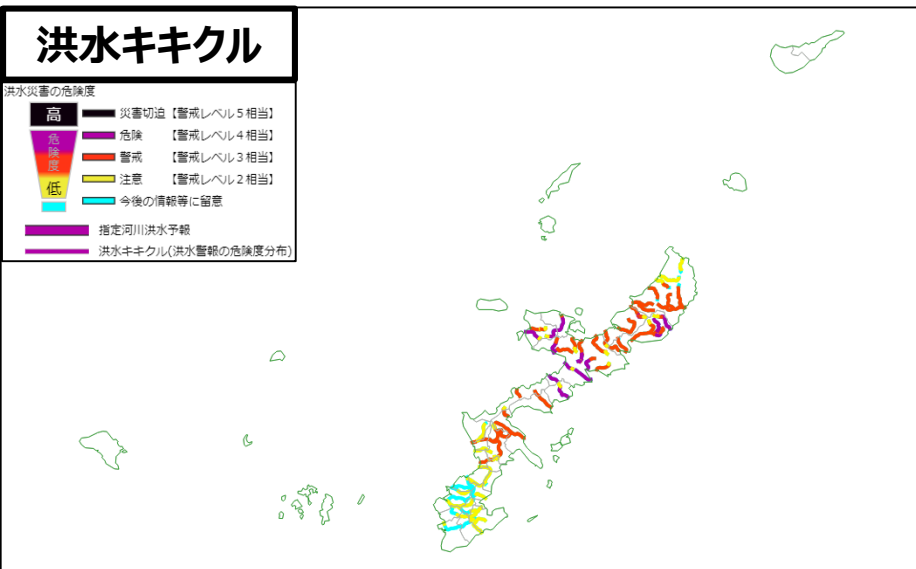 洪水キキクル
洪水災害の危険度
高
危険度
低
災害切迫【警戒レベル5相当】
危険 【警戒レベル4相当】
警戒 【警戒レベル3相当】
注意 【警戒レベル2相当】
今後の情報等に留意
指定河川洪水予報
洪水キキクル(洪水警報の危険度分布)